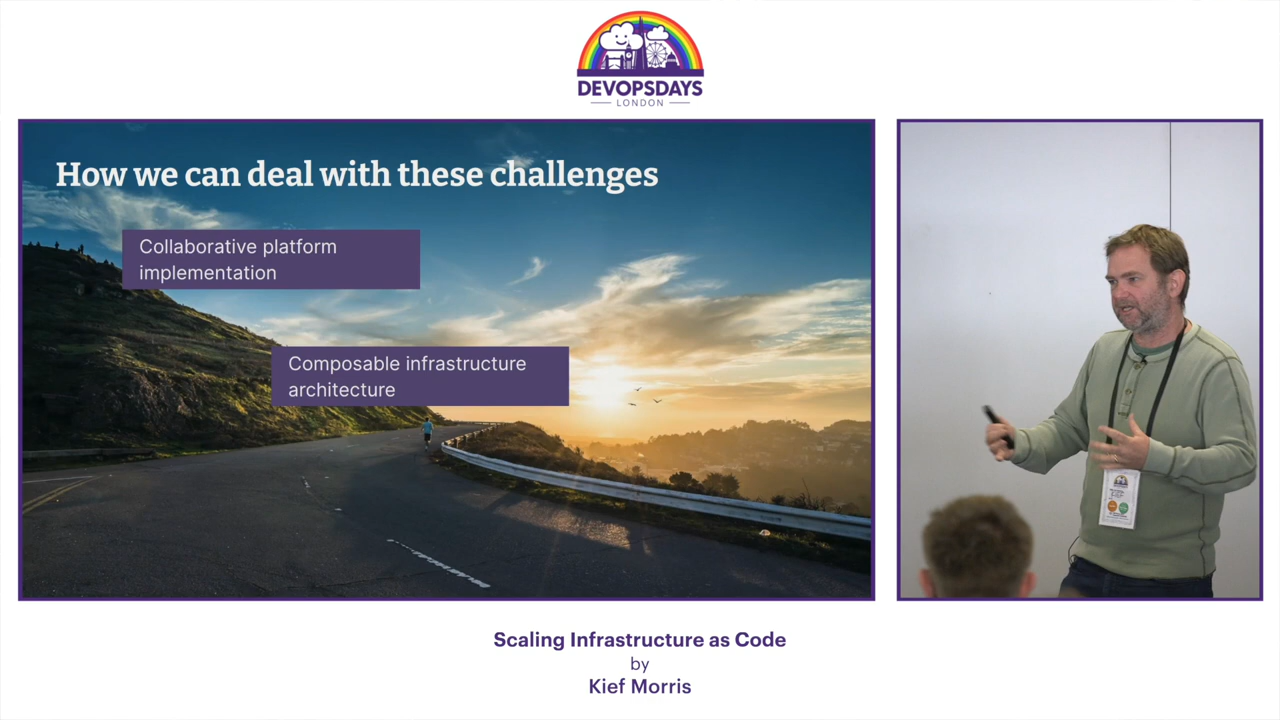 DEVOPSDAYS
LONDON
How we can deal with these challenges
Collaborative platform
implementation
Composable infrastructure
architecture
Scaling Infrastructure as Code
by
Kief Morris